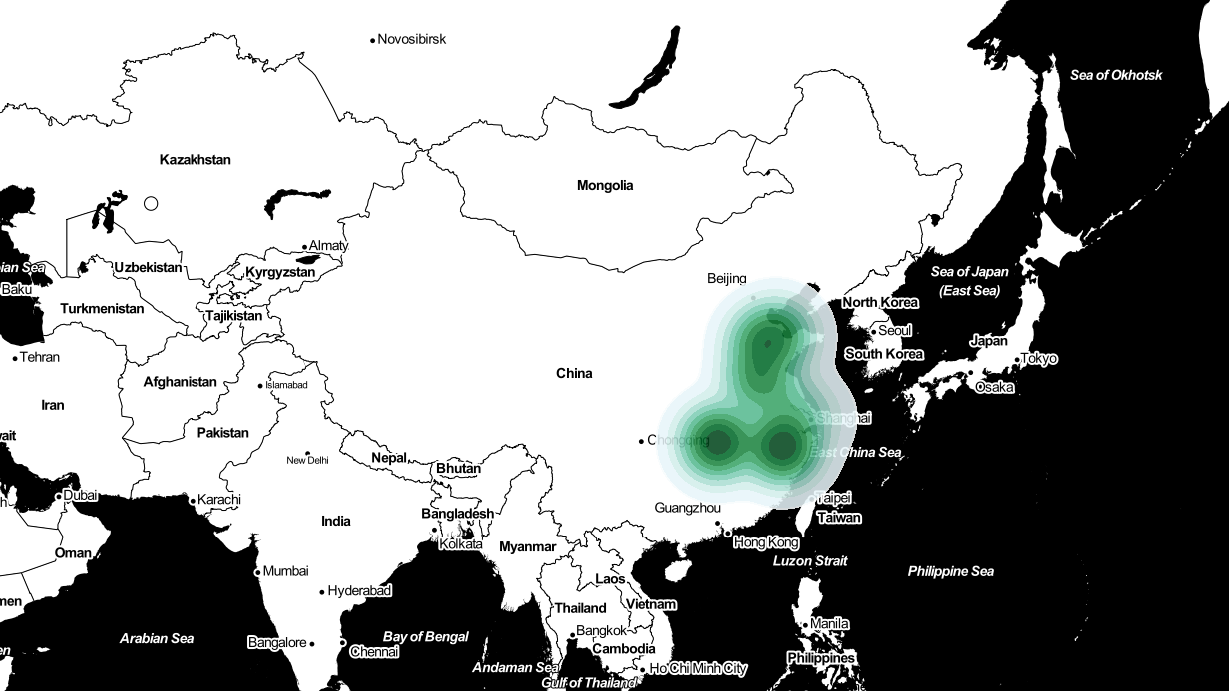 Novosibirsk
Sea of Okhotsk
Kazakhstan
Mongolia
Almaty
Uzbekistan
Kyrgyzstan
ian Sea
Baku
Turkmenistan
Tajikistan
Beijing
Sea of Japan
(East Sea)
North Korea
Seoul
South Korea
Japan
Tokyo
Osaka
Tehran
Afghanistan
Islamabad
China
Iran
Pakistan
Shanghai
wait
New Delhi
Nepal
Bhutan
Chongqing
East China Sea
Dubai
Karachi
India
Bangladesh
Kolkata
Guangzhou
Taipei
Taiwan
Hong Kong
Oman
Myanmar
Luzon Strait
Philippine Sea
Mumbai
Hyderabad
Laos
Vietnam
men
Thailand
Arabian Sea
Bangalore
Chennai
Bay of Bengal
Bangkok
Cambodia
Manila
Philippines
en
Andaman Sea
Gulf of Thailand
Ho Chi Minh City